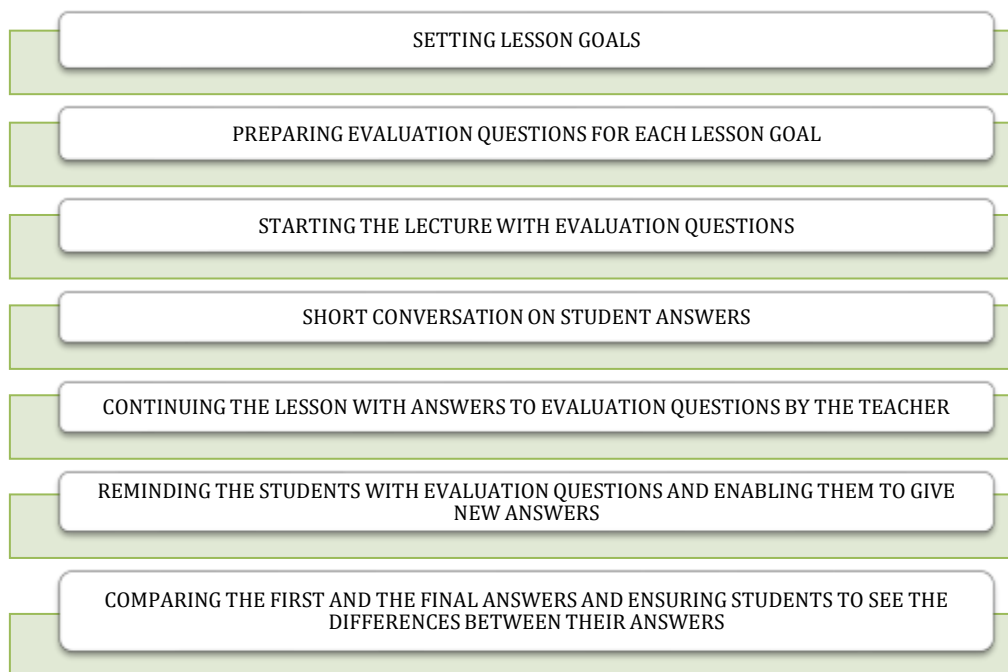 SETTING LESSON GOALS
PREPARING EVALUATION QUESTIONS FOR EACH LESSON GOAL
STARTING THE LECTURE WITH EVALUATION QUESTIONS
SHORT CONVERSATION ON STUDENT ANSWERS
CONTINUING THE LESSON WITH ANSWERS TO EVALUATION QUESTIONS BY THE TEACHER
REMINDING THE STUDENTS WITH EVALUATION QUESTIONS AND ENABLING THEM TO GIVE
NEW ANSWERS
COMPARING THE FIRST AND THE FINAL ANSWERS AND ENSURING STUDENTS TO SEE THE
DIFFERENCES BETWEEN THEIR ANSWERS